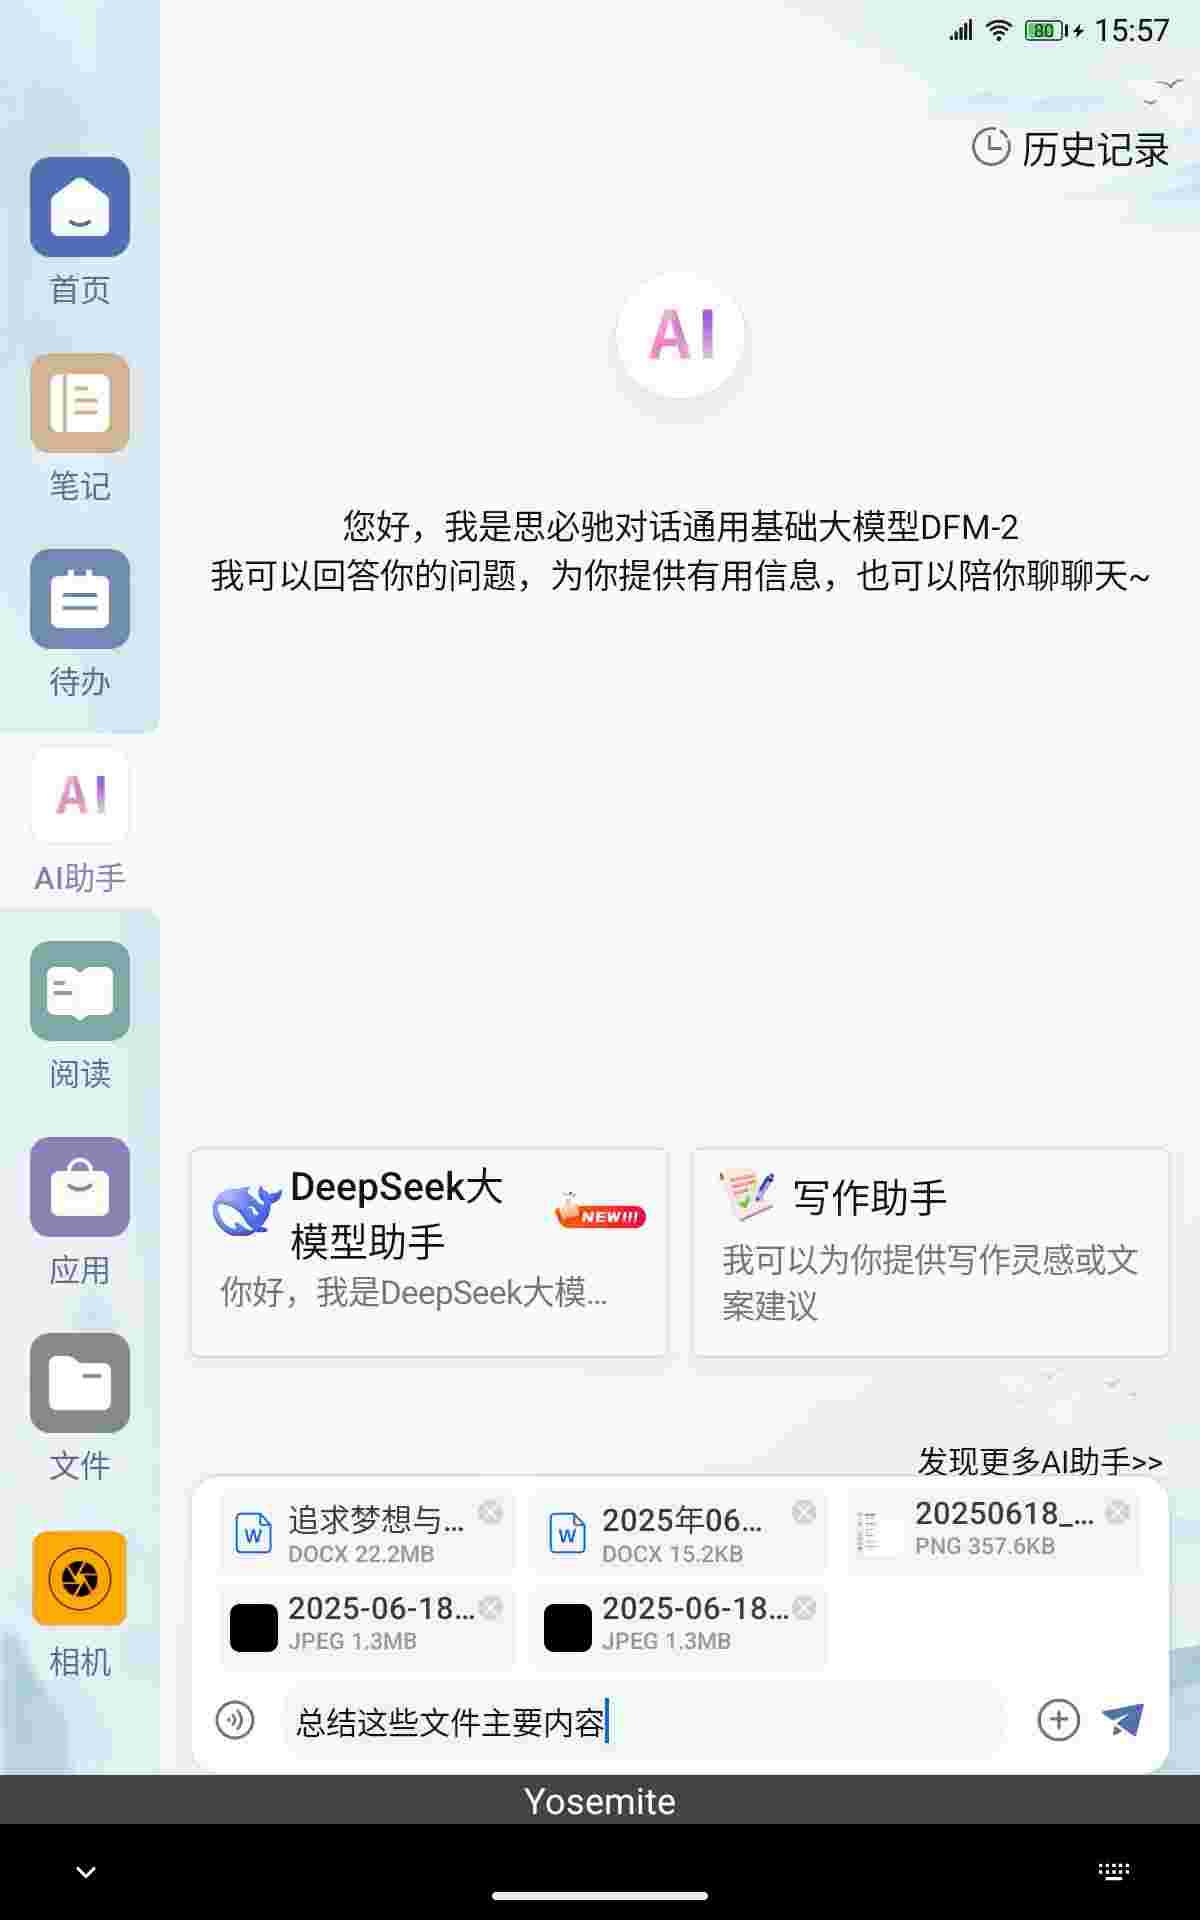 80 15:57
历史记录
首页
笔记
待办
AI
AI助手
阅读
应用
文件
相机
AI
您好，我是思必驰对话通用基础大模型DFM-2
我可以回答你的问题，为你提供有用信息，也可以陪你聊聊天~
DeepSeek大
模型助手
NEW!!!
你好，我是DeepSeek大模...
写作助手
我可以为你提供写作灵感或文
案建议
发现更多AI助手>>
W
追求梦想与...
DOCX 22.2MB
W
2025年06...
DOCX 15.2KB
20250618_...
PNG 357.6KB
2025-06-18...
JPEG 1.3MB
2025-06-18...
JPEG 1.3MB
总结这些文件主要内容
Yosemite